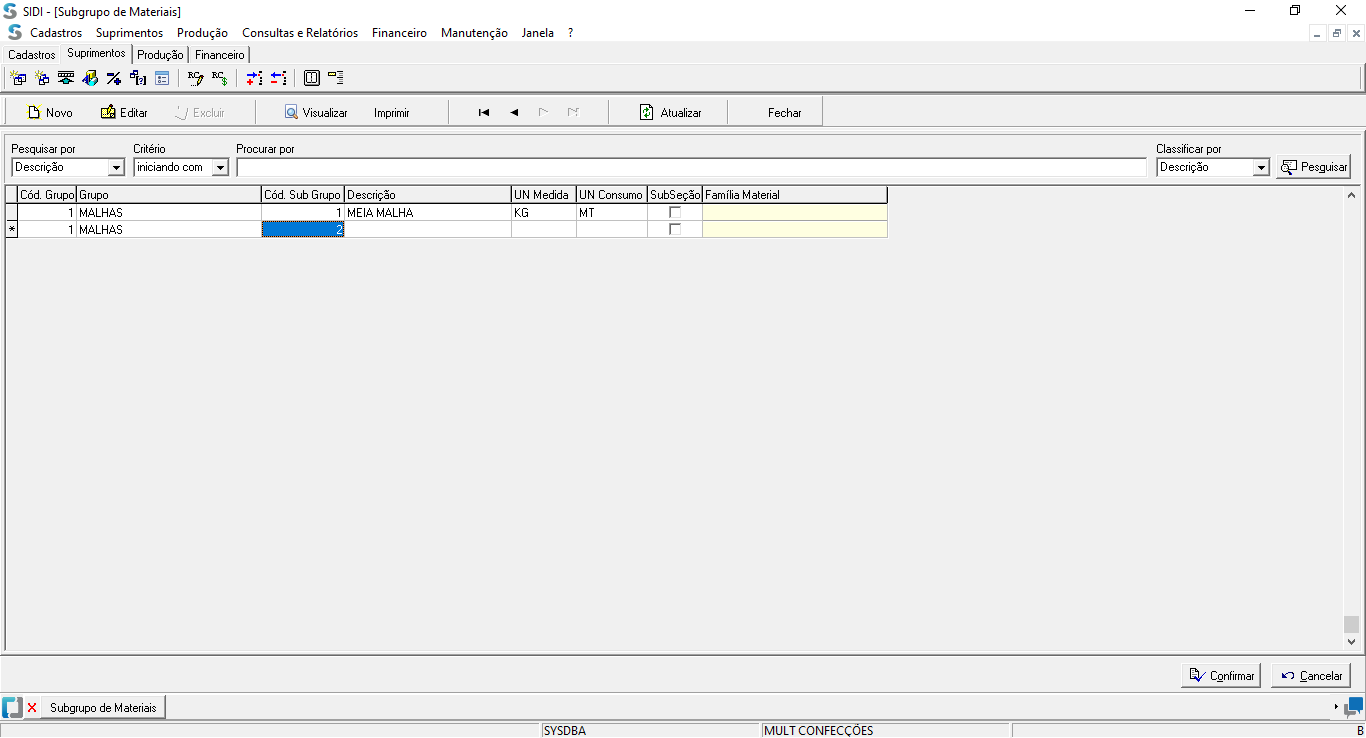 SIDI - [Subgrupo de Materiais]
Cadastros Suprimentos Produção Consultas e Relatórios Financeiro Manutenção Janela ?
Cadastros Suprimentos Produção Financeiro
Novo Editar Excluir Visualizar Imprimir Atualizar Fechar
Pesquisar por Critério Procurar por Classificar por
Descrição iniciando com Descrição Pesquisar
Cód. Grupo Grupo Cód. Sub Grupo Descrição UN Medida UN Consumo SubSeção Família Material
1 MALHAS 1 MEIA MALHA KG MT
* 1 MALHAS 2
Confirmar Cancelar
Subgrupo de Materiais
SYSDBA MULT CONFECÇÕES B